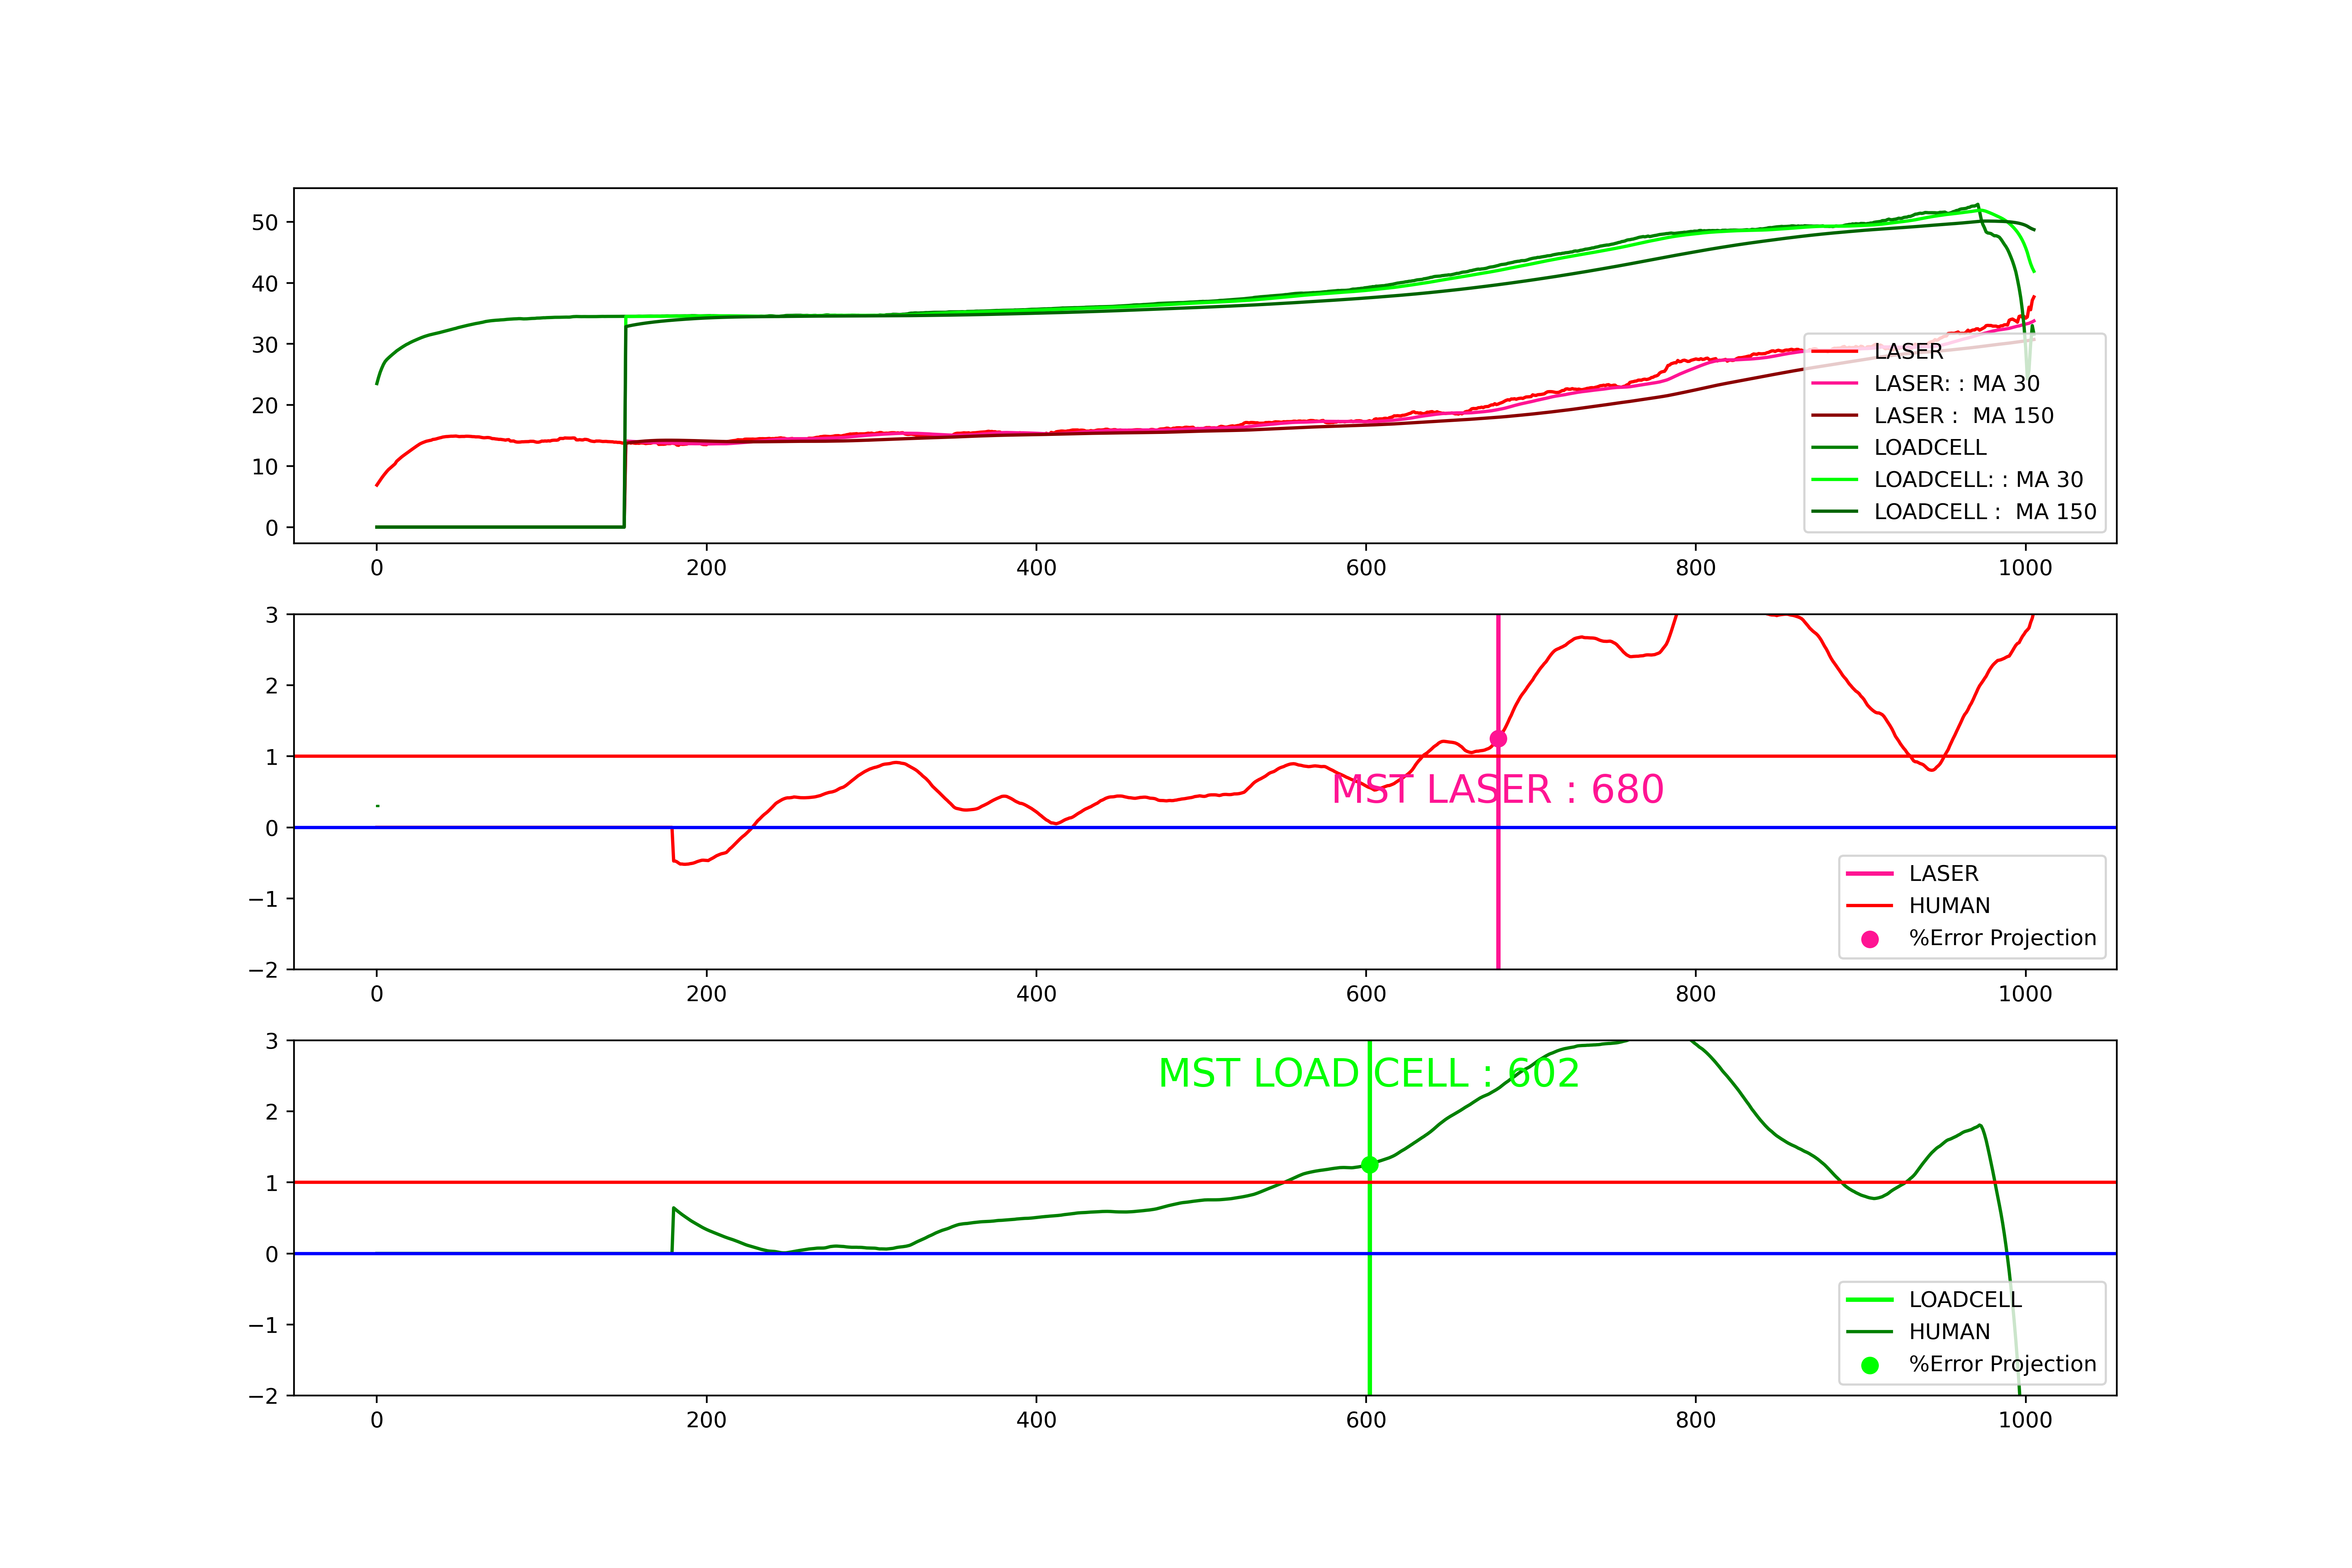 50
40
30
20
10
0
LASER
LASER: : MA 30
LASER :  MA 150
LOADCELL
LOADCELL: : MA 30
LOADCELL :  MA 150
0 200 400 600 800 1000
3
2
1
0
−1
−2
MST LASER : 680
LASER
HUMAN
%Error Projection
0 200 400 600 800 1000
3
2
1
0
−1
−2
MST LOAD CELL : 602
LOADCELL
HUMAN
%Error Projection
0 200 400 600 800 1000